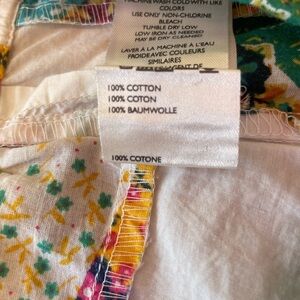 MACHINE WASH COLD WITH LIKE
COLORS
USE ONLY NON-CHLORINE
BLEACH
TUMBLE DRY LOW
LOW IRON AS NEEDED
MAY BE DRY CLEANED
LAVER À LA MACHINE À L'EAU
FROIDE AVEC COULEURS
SIMILAIRES
100% COTTON
100% COTON
100% BAUMWOLLE
100% COTONE